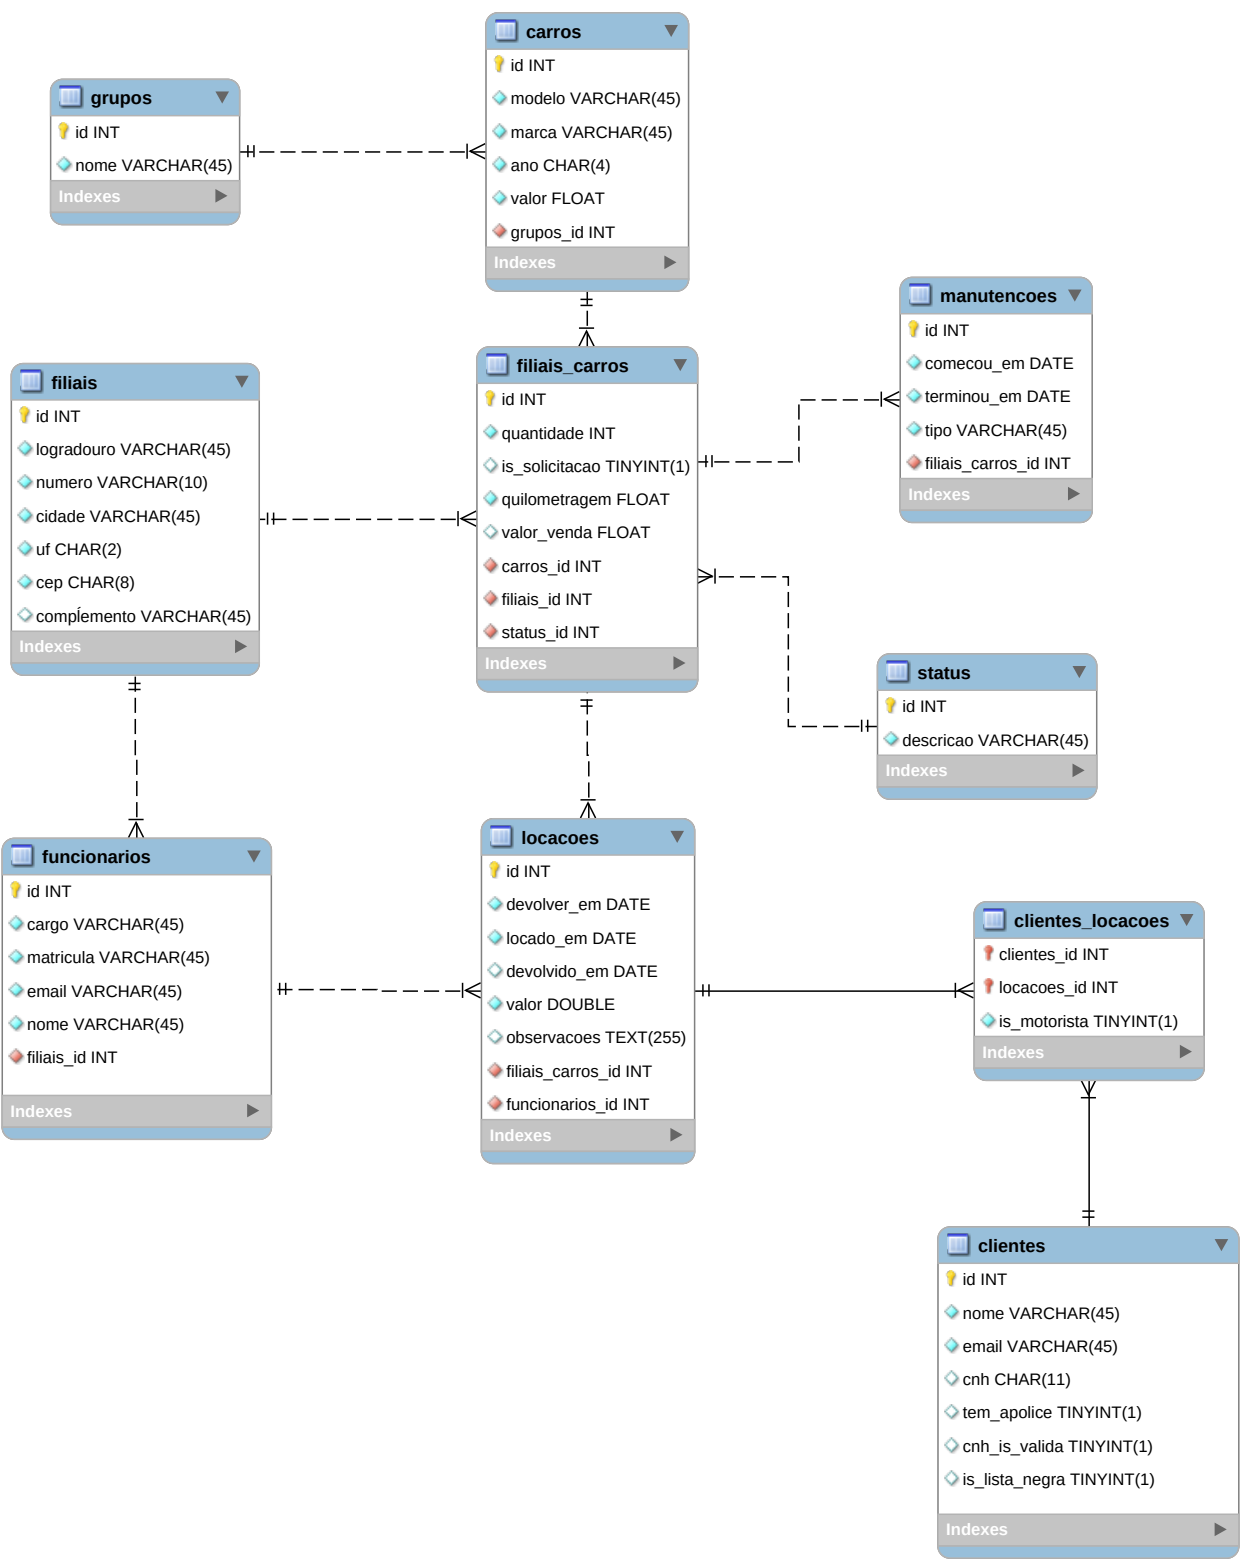 carros
id INT
modelo VARCHAR(45)
marca VARCHAR(45)
ano CHAR(4)
valor FLOAT
grupos_id INT
Indexes
grupos
id INT
nome VARCHAR(45)
Indexes
manutencoes
id INT
comecou_em DATE
terminou_em DATE
tipo VARCHAR(45)
filiais_carros_id INT
Indexes
filiais
id INT
logradouro VARCHAR(45)
numero VARCHAR(10)
cidade VARCHAR(45)
uf CHAR(2)
cep CHAR(8)
compĺemento VARCHAR(45)
Indexes
filiais_carros
id INT
quantidade INT
is_solicitacao TINYINT(1)
quilometragem FLOAT
valor_venda FLOAT
carros_id INT
filiais_id INT
status_id INT
Indexes
status
id INT
descricao VARCHAR(45)
Indexes
funcionarios
id INT
cargo VARCHAR(45)
matricula VARCHAR(45)
email VARCHAR(45)
nome VARCHAR(45)
filiais_id INT
Indexes
locacoes
id INT
devolver_em DATE
locado_em DATE
devolvido_em DATE
valor DOUBLE
observacoes TEXT(255)
filiais_carros_id INT
funcionarios_id INT
Indexes
clientes_locacoes
clientes_id INT
locacoes_id INT
is_motorista TINYINT(1)
Indexes
clientes
id INT
nome VARCHAR(45)
email VARCHAR(45)
cnh CHAR(11)
tem_apolice TINYINT(1)
cnh_is_valida TINYINT(1)
is_lista_negra TINYINT(1)
Indexes